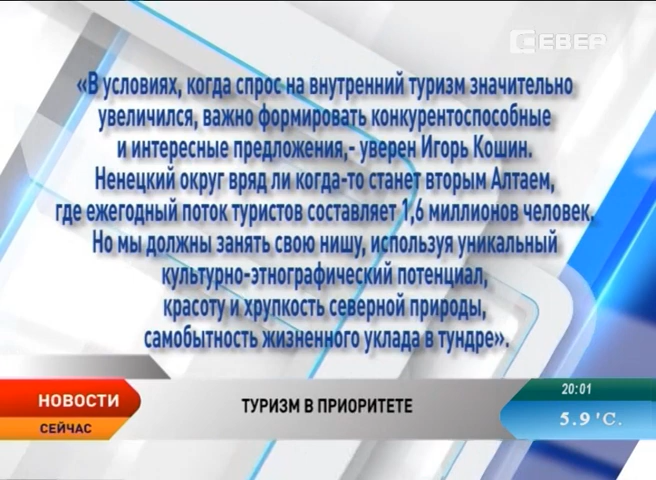 СЕВЕР
«В условиях, когда спрос на внутренний туризм значительно
увеличился, важно формировать конкурентоспособные
и интересные предложения,- уверен Игорь Кошин.
Ненецкий округ вряд ли когда-то станет вторым Алтаем,
где ежегодный поток туристов составляет 1,6 миллионов человек.
Но мы должны занять свою нишу, используя уникальный
культурно-этнографический потенциал,
красоту и хрупкость северной природы,
самобытность жизненного уклада в тундре».
НОВОСТИ
СЕЙЧАС
ТУРИЗМ В ПРИОРИТЕТЕ
20:01
5.9 'C.